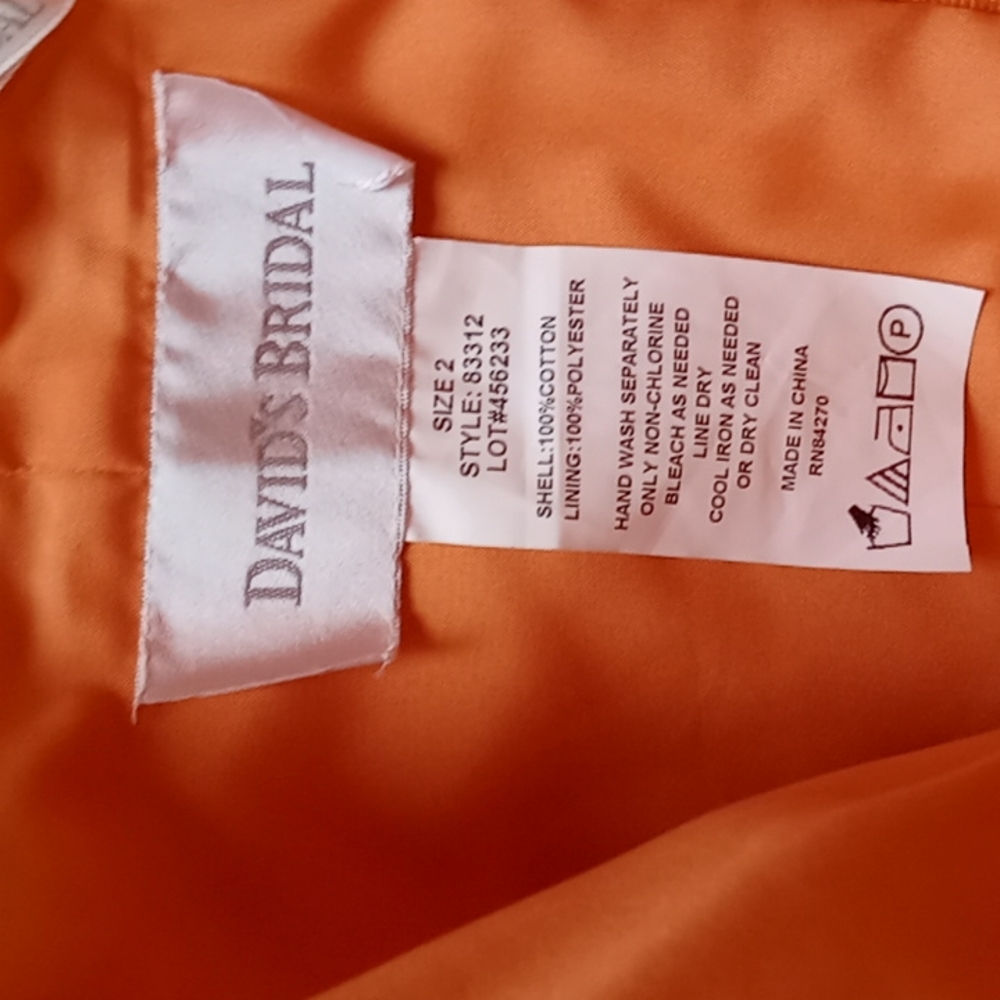 DAVID'S BRIDAL
SIZE 2
STYLE: 83312
LOT#456233
SHELL:100%COTTON
LINING:100%POLYESTER
HAND WASH SEPARATELY
ONLY NON-CHLORINE
BLEACH AS NEEDED
LINE DRY
COOL IRON AS NEEDED
OR DRY CLEAN
MADE IN CHINA
RN84270
P